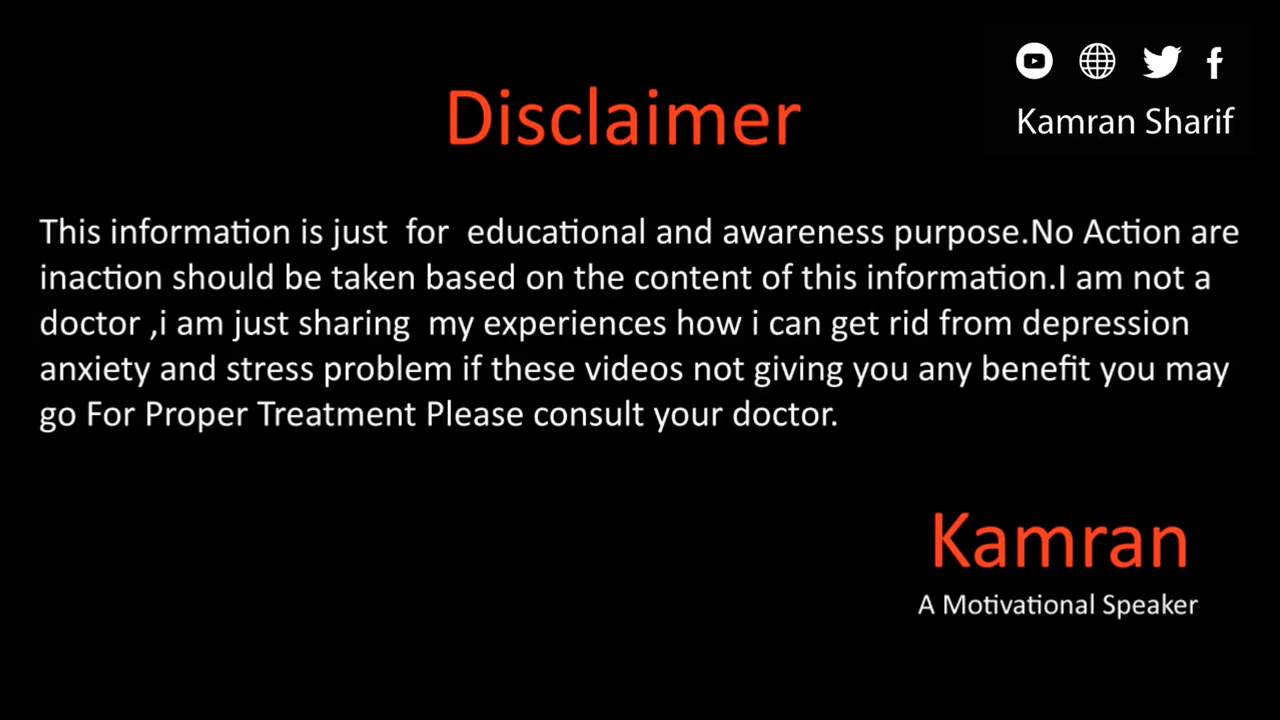 Kamran Sharif
Disclaimer
This information is just  for  educational and awareness purpose.No Action are
inaction should be taken based on the content of this information.I am not a
doctor ,i am just sharing  my experiences how i can get rid from depression
anxiety and stress problem if these videos not giving you any benefit you may
go For Proper Treatment Please consult your doctor.
Kamran
A Motivational Speaker